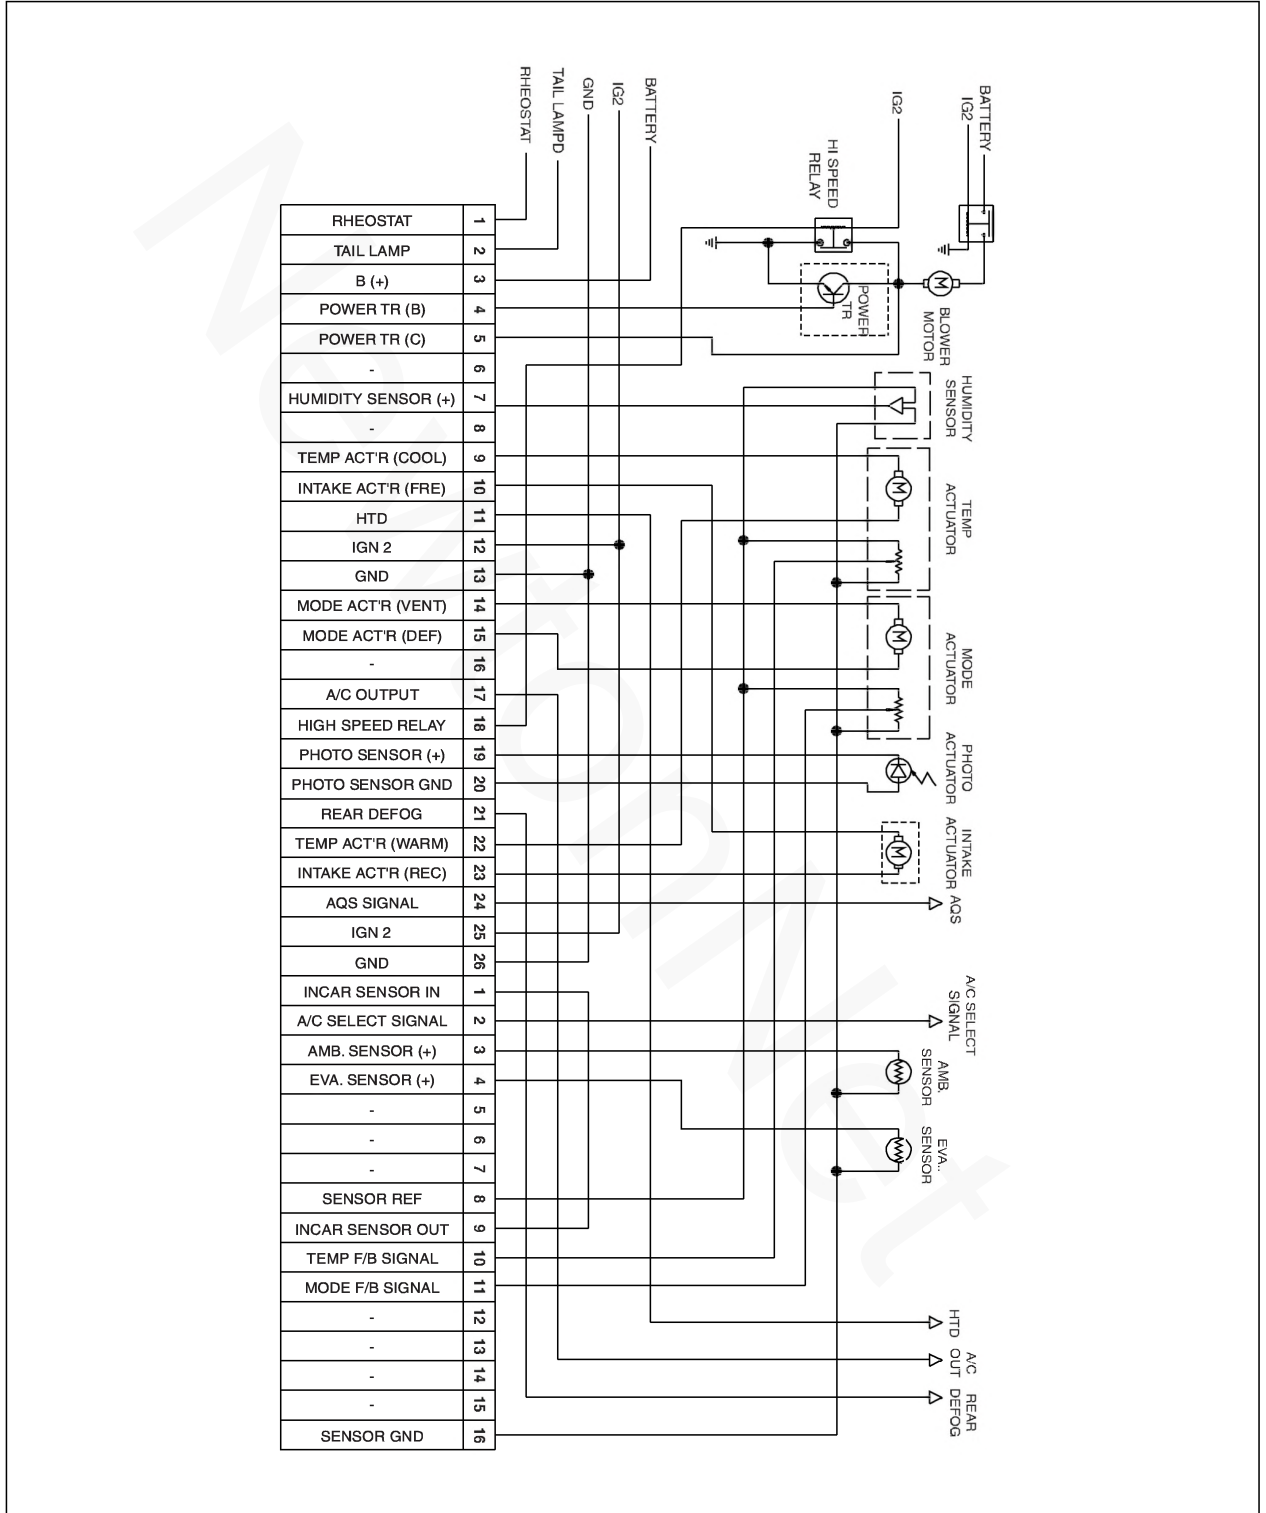 RHEOSTAT
TAIL LAMPD
GND
IG2
BATTERY
IG2
BATTERY
IG2
HI SPEED
RELAY
POWER
TR
BLOWER
MOTOR
HUMIDITY
SENSOR
TEMP
ACTUATOR
MODE
ACTUATOR
PHOTO
ACTUATOR
INTAKE
ACTUATOR
AQS
A/C SELECT
SIGNAL
AMB.
SENSOR
EVA..
SENSOR
HTD
A/C
OUT
REAR
DEFOG
M
M
M
M
RHEOSTAT 1
TAIL LAMP 2
B (+) 3
POWER TR (B) 4
POWER TR (C) 5
- 6
HUMIDITY SENSOR (+) 7
- 8
TEMP ACT'R (COOL) 9
INTAKE ACT'R (FRE) 10
HTD 11
IGN 2 12
GND 13
MODE ACT'R (VENT) 14
MODE ACT'R (DEF) 15
- 16
A/C OUTPUT 17
HIGH SPEED RELAY 18
PHOTO SENSOR (+) 19
PHOTO SENSOR GND 20
REAR DEFOG 21
TEMP ACT'R (WARM) 22
INTAKE ACT'R (REC) 23
AQS SIGNAL 24
IGN 2 25
GND 26
INCAR SENSOR IN 1
A/C SELECT SIGNAL 2
AMB. SENSOR (+) 3
EVA. SENSOR (+) 4
- 5
- 6
- 7
SENSOR REF 8
INCAR SENSOR OUT 9
TEMP F/B SIGNAL 10
MODE F/B SIGNAL 11
- 12
- 13
- 14
- 15
SENSOR GND 16
NewtonNet